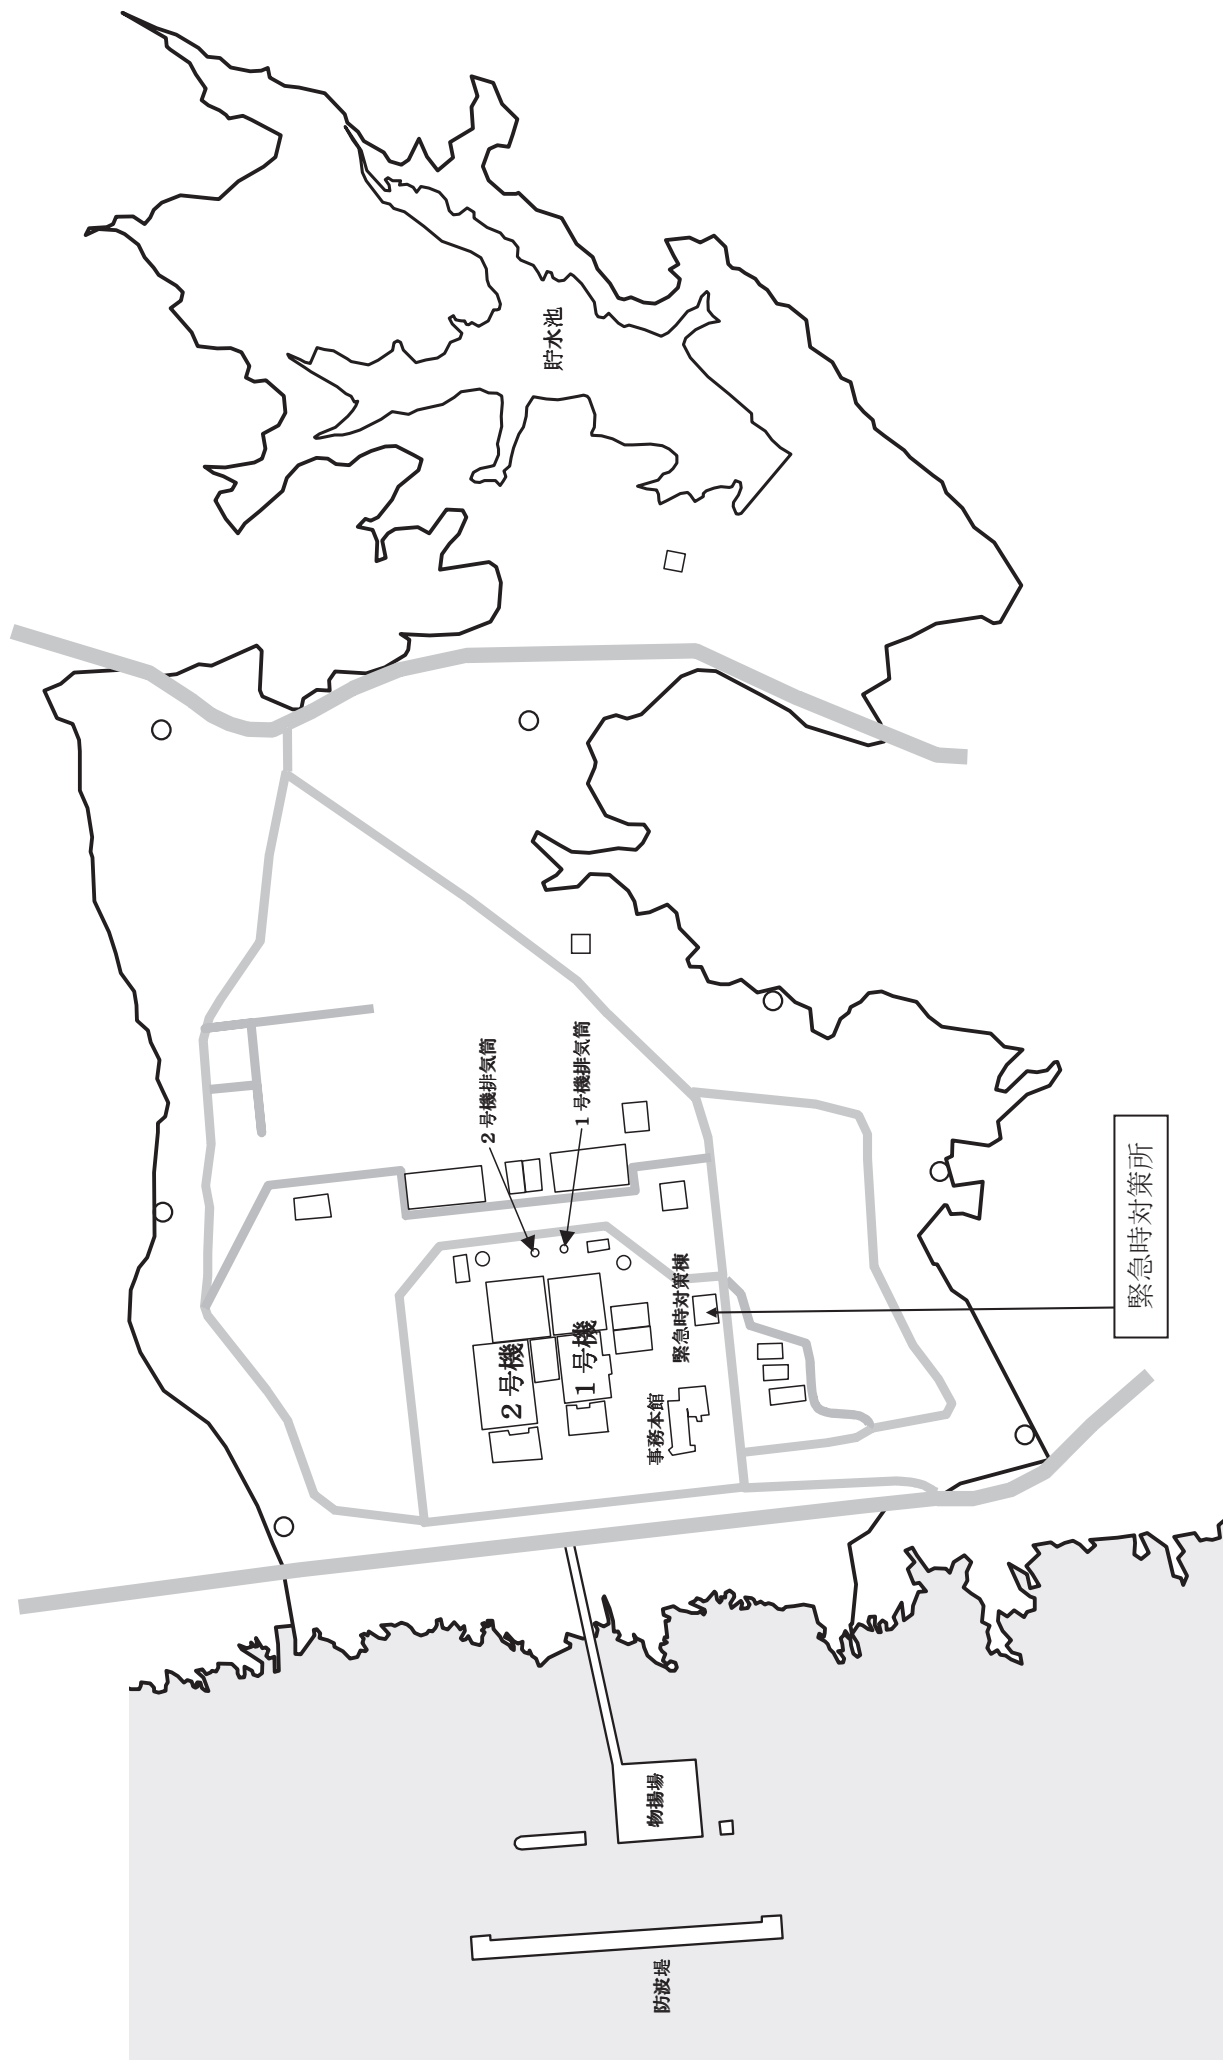 貯水池
2号機排気筒
1号機排気筒
緊急時対策所
緊急時対策棟
2号機
1号機
事務本館
物揚場
防波堤